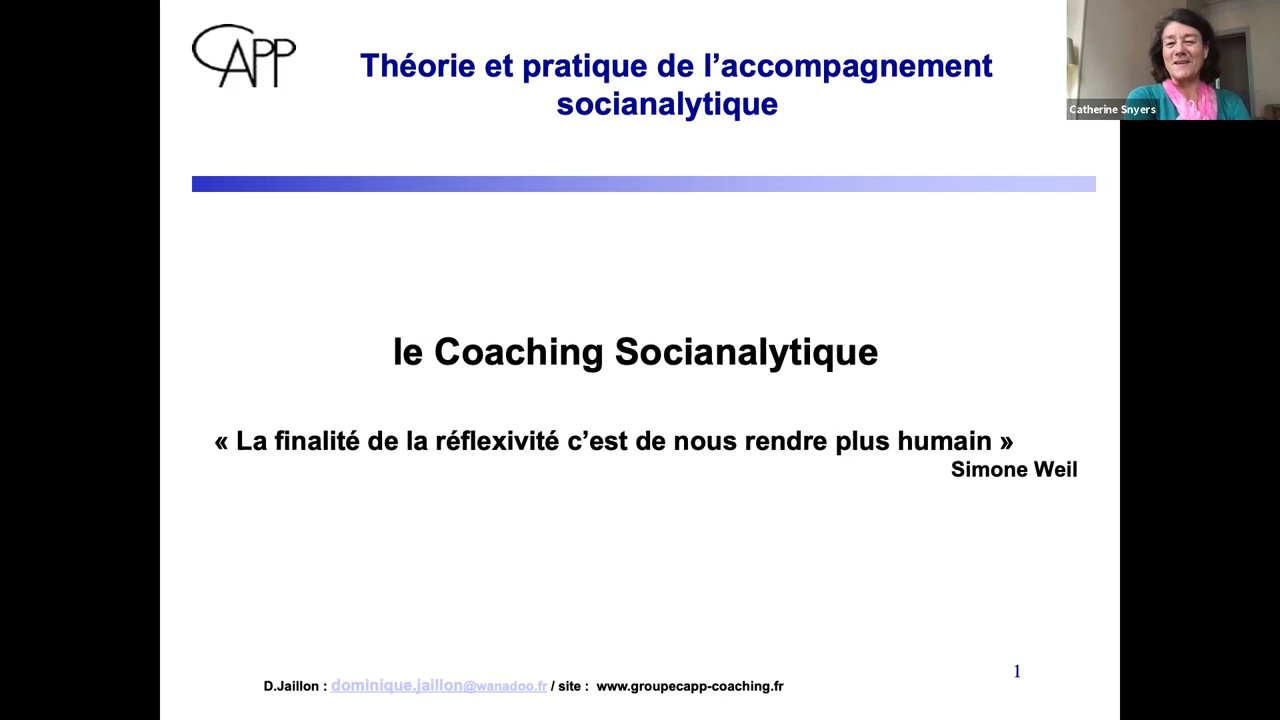 CAPP
Théorie et pratique de l’accompagnement
socianalytique
Catherine Snyers
le Coaching Socianalytique
« La finalité de la réflexivité c’est de nous rendre plus humain »
Simone Weil
1
D.Jaillon : dominique.jaillon@wanadoo.fr / site : www.groupecapp-coaching.fr